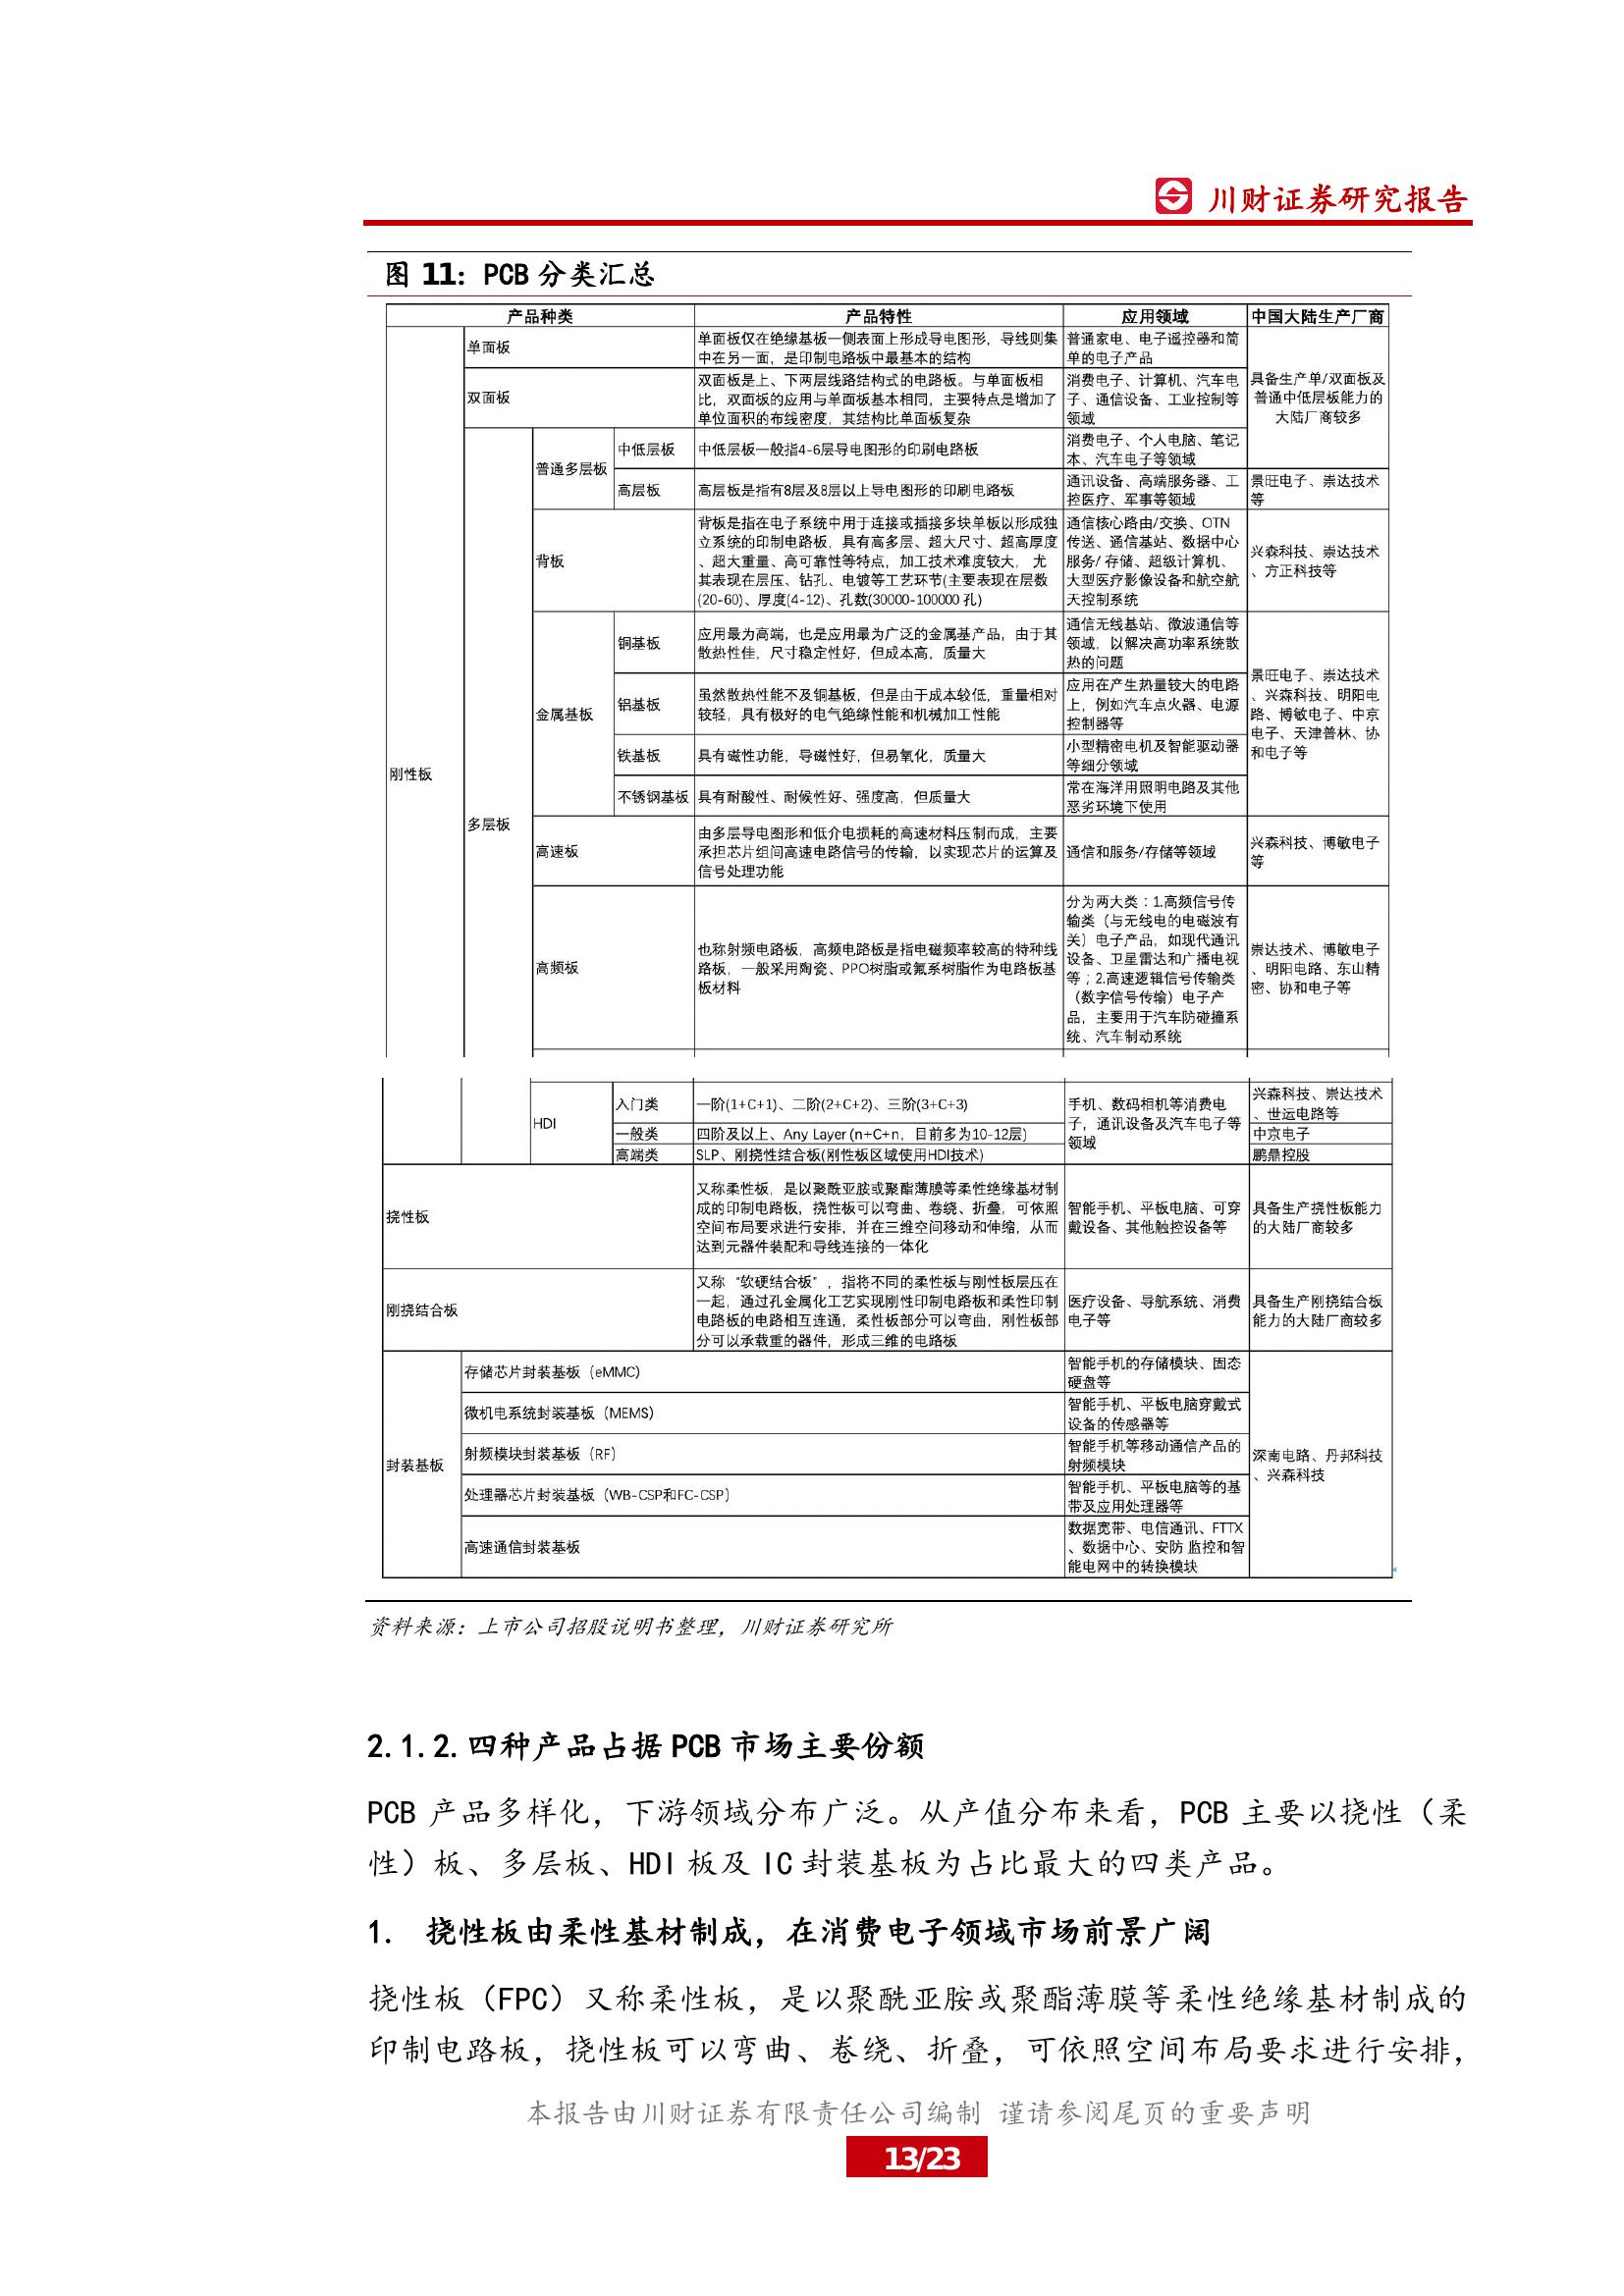 川财证券研究报告
图 11: PCB 分类汇总
产品种类 产品特性 应用领域 中国大陆生产厂商
刚性板
单面板
单面板仅在绝缘基板一侧表面上形成导电图形，导线则集
中在另一面，是印制电路板中最基本的结构
普通家电、电子遥控器和简
单的电子产品
具备生产单/双面板及
普通中低层板能力的
大陆厂商较多
双面板
双面板是上、下两层线路结构式的电路板。与单面板相
比，双面板的应用与单面板基本相同，主要特点是增加了
单位面积的布线密度，其结构比单面板复杂
消费电子、计算机、汽车电
子、通信设备、工业控制等
领域
多层板
普通多层板
中低层板
中低层板一般指4-6层导电图形的印刷电路板
消费电子、个人电脑、笔记
本、汽车电子等领域
高层板
高层板是指有8层及8层以上导电图形的印刷电路板
通讯设备、高端服务器、工
控医疗、军事等领域
景旺电子、崇达技术
等
背板
背板是指在电子系统中用于连接或插接多块单板以形成独
立系统的印制电路板，具有高多层、超大尺寸、超高厚度
、超大重量、高可靠性等特点，加工技术难度较大， 尤
其表现在层压、钻孔、电镀等工艺环节(主要表现在层数
(20-60)、厚度(4-12)、孔数(30000-100000 孔)
通信核心路由/交换、OTN
传送、通信基站、数据中心
服务/ 存储、超级计算机、
大型医疗影像设备和航空航
天控制系统
兴森科技、崇达技术
、方正科技等
金属基板
铜基板
应用最为高端，也是应用最为广泛的金属基产品，由于其
散热性佳，尺寸稳定性好，但成本高，质量大
通信无线基站、微波通信等
领域，以解决高功率系统散
热的问题
景旺电子、崇达技术
、兴森科技、明阳电
路、博敏电子、中京
电子、天津普林、协
和电子等
铝基板
虽然散热性能不及铜基板，但是由于成本较低，重量相对
较轻，具有极好的电气绝缘性能和机械加工性能
应用在产生热量较大的电路
上，例如汽车点火器、电源
控制器等
铁基板
具有磁性功能，导磁性好，但易氧化，质量大
小型精密电机及智能驱动器
等细分领域
不锈钢基板
具有耐酸性、耐候性好、强度高，但质量大
常在海洋用照明电路及其他
恶劣环境下使用
高速板
由多层导电图形和低介电损耗的高速材料压制而成，主要
承担芯片组间高速电路信号的传输，以实现芯片的运算及
信号处理功能
通信和服务/存储等领域
兴森科技、博敏电子
等
高频板
也称射频电路板，高频电路板是指电磁频率较高的特种线
路板，一般采用陶瓷、PPO树脂或氟系树脂作为电路板基
板材料
分为两大类：1.高频信号传
输类（与无线电的电磁波有
关）电子产品，如现代通讯
设备、卫星雷达和广播电视
等；2.高速逻辑信号传输类
（数字信号传输）电子产
品，主要用于汽车防碰撞系
统、汽车制动系统
崇达技术、博敏电子
、明阳电路、东山精
密、协和电子等
HDI
入门类
一阶(1+C+1)、二阶(2+C+2)、三阶(3+C+3)
手机、数码相机等消费电
子，通讯设备及汽车电子等
领域
兴森科技、崇达技术
、世运电路等
一般类
四阶及以上、Any Layer (n+C+n，目前多为10-12层)
中京电子
高端类
SLP、刚挠性结合板(刚性板区域使用HDI技术)
鹏鼎控股
挠性板
又称柔性板，是以聚酰亚胺或聚酯薄膜等柔性绝缘基材制
成的印制电路板，挠性板可以弯曲、卷绕、折叠，可依照
空间布局要求进行安排，并在三维空间移动和伸缩，从而
达到元器件装配和导线连接的一体化
智能手机、平板电脑、可穿
戴设备、其他触控设备等
具备生产挠性板能力
的大陆厂商较多
刚挠结合板
又称“软硬结合板”，指将不同的柔性板与刚性板层压在
一起，通过孔金属化工艺实现刚性印制电路板和柔性印制
电路板的电路相互连通，柔性板部分可以弯曲，刚性板部
分可以承载重的器件，形成三维的电路板
医疗设备、导航系统、消费
电子等
具备生产刚挠结合板
能力的大陆厂商较多
封装基板
存储芯片封装基板（eMMC）
智能手机的存储模块、固态
硬盘等
深南电路、丹邦科技
、兴森科技
微机电系统封装基板（MEMS）
智能手机、平板电脑穿戴式
设备的传感器等
射频模块封装基板（RF）
智能手机等移动通信产品的
射频模块
处理器芯片封装基板（WB-CSP和FC-CSP）
智能手机、平板电脑等的基
带及应用处理器等
高速通信封装基板
数据宽带、电信通讯、FTTX
、数据中心、安防 监控和智
能电网中的转换模块
资料来源：上市公司招股说明书整理，川财证券研究所
2.1.2.四种产品占据 PCB 市场主要份额
PCB 产品多样化，下游领域分布广泛。从产值分布来看，PCB 主要以挠性（柔
性）板、多层板、HDI 板及 IC 封装基板为占比最大的四类产品。
1. 挠性板由柔性基材制成，在消费电子领域市场前景广阔
挠性板（FPC）又称柔性板，是以聚酰亚胺或聚酯薄膜等柔性绝缘基材制成的
印制电路板，挠性板可以弯曲、卷绕、折叠，可依照空间布局要求进行安排，
本报告由川财证券有限责任公司编制 谨请参阅尾页的重要声明
13/23